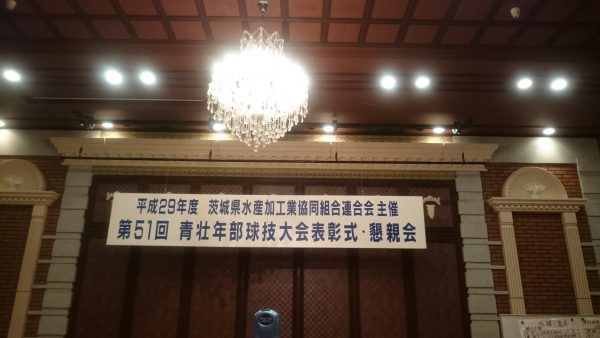 平成29年度 茨城県水産加工業協同組合連合会 主催
第51回 青壮年部球技大会表彰式・懇親会